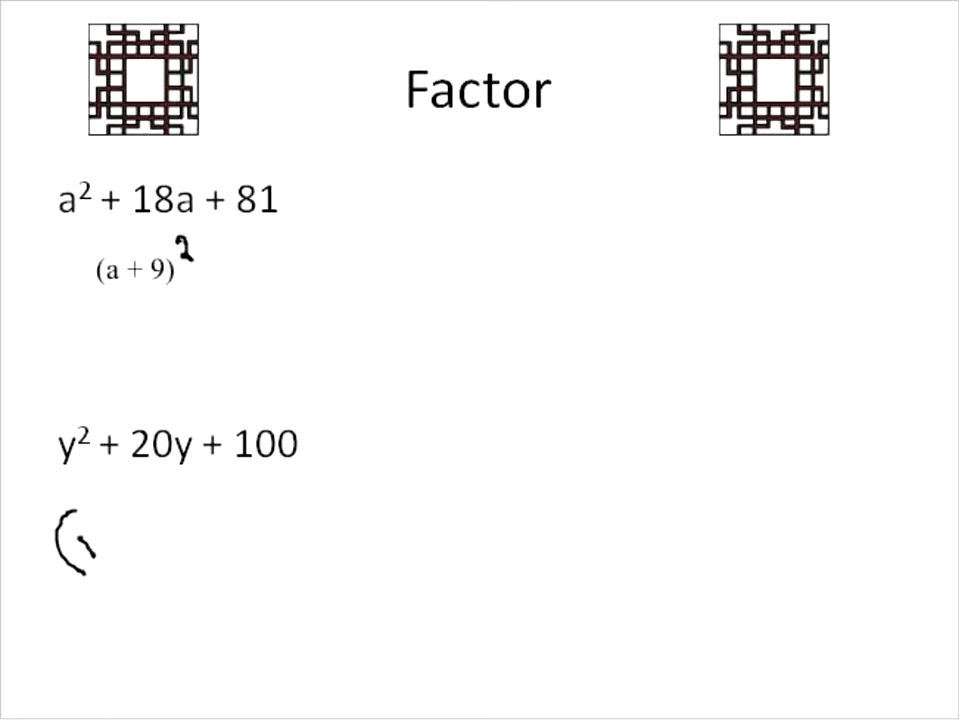 Factor
a² + 18a + 81
(a + 9)²
y² + 20y + 100
(